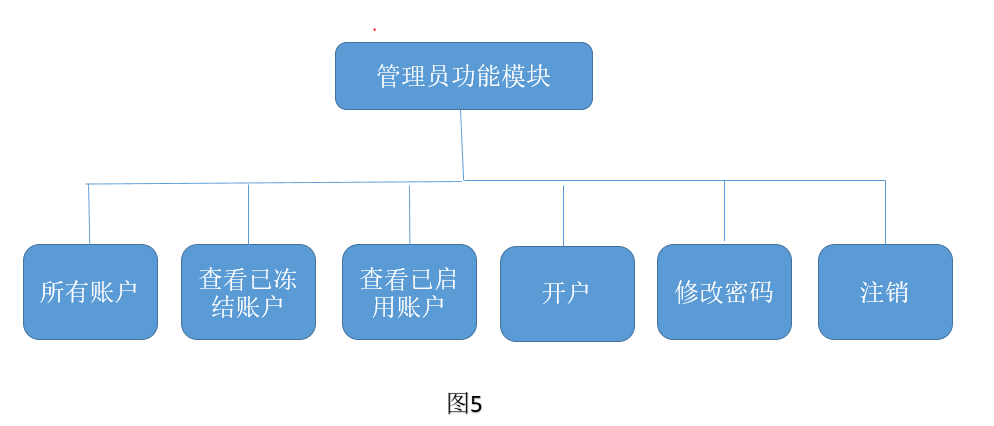 管理员功能模块
所有账户
查看已冻
结账户
查看已启
用账户
开户
修改密码
注销
图5